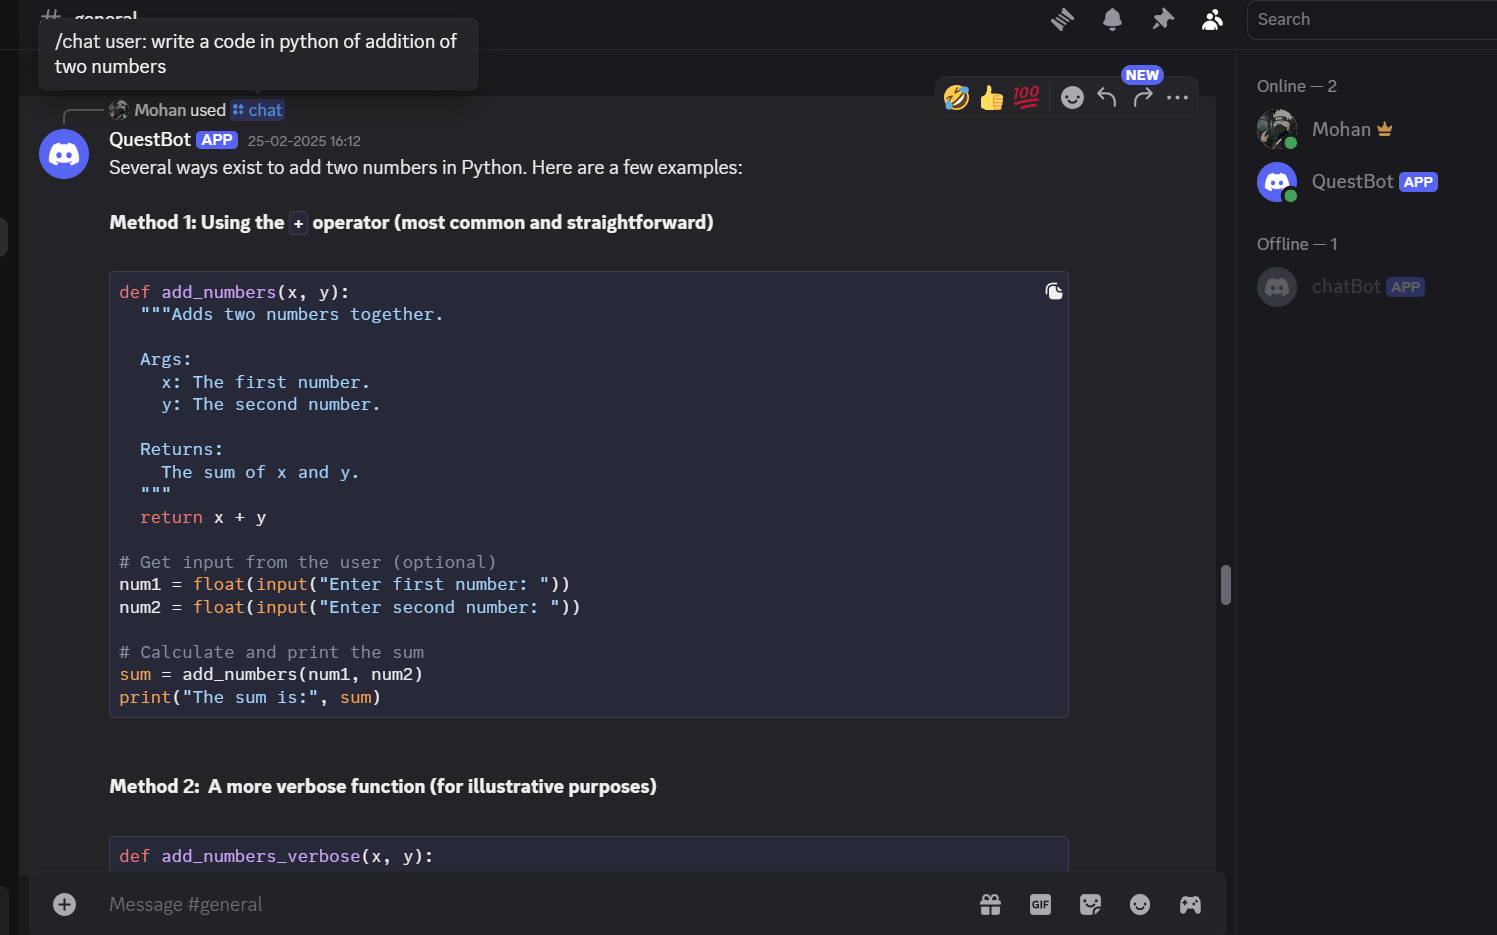 # general
/chat user: write a code in python of addition of
two numbers
Mohan used chat
NEW
QuestBot APP 25-02-2025 16:12
Several ways exist to add two numbers in Python. Here are a few examples:
Method 1: Using the + operator (most common and straightforward)
def add_numbers(x, y):
"""Adds two numbers together.
Args:
x: The first number.
y: The second number.
Returns:
The sum of x and y.
"""
return x + y
# Get input from the user (optional)
num1 = float(input("Enter first number: "))
num2 = float(input("Enter second number: "))
# Calculate and print the sum
sum = add_numbers(num1, num2)
print("The sum is:", sum)
Method 2:  A more verbose function (for illustrative purposes)
def add_numbers_verbose(x, y):
Message #general
GIF
Search
Online — 2
Mohan
QuestBot APP
Offline — 1
chatBot APP